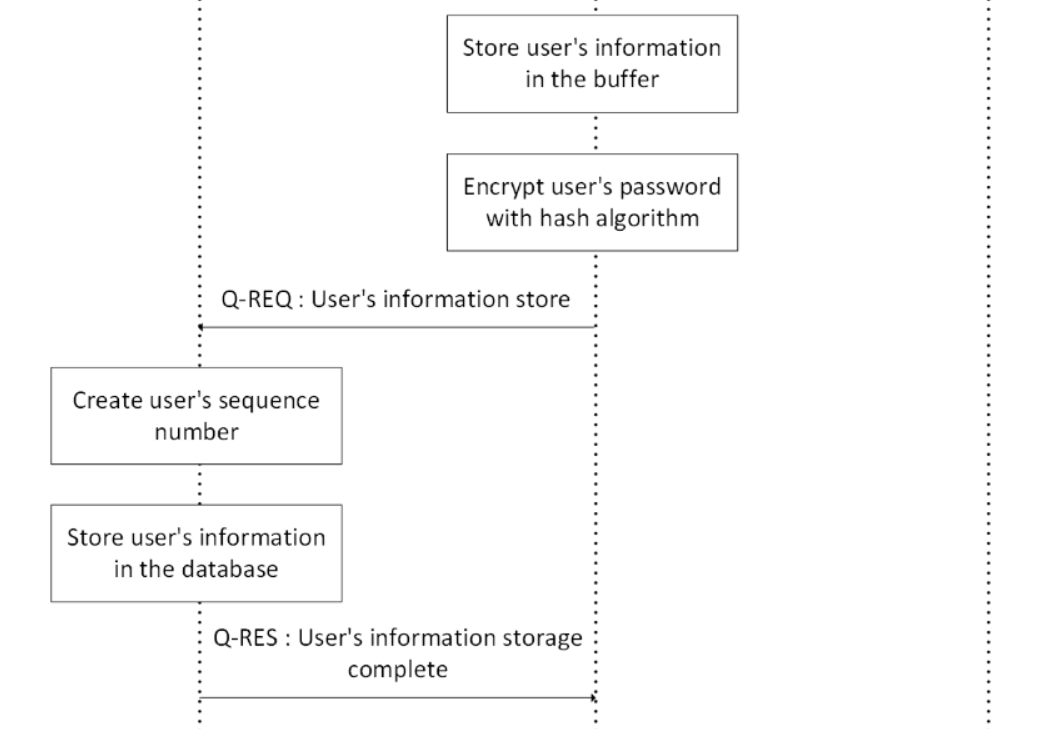 Store user's information
in the buffer
Encrypt user's password
with hash algorithm
Q-REQ : User's information store
Create user's sequence
number
Store user's information
in the database
Q-RES : User's information storage
complete